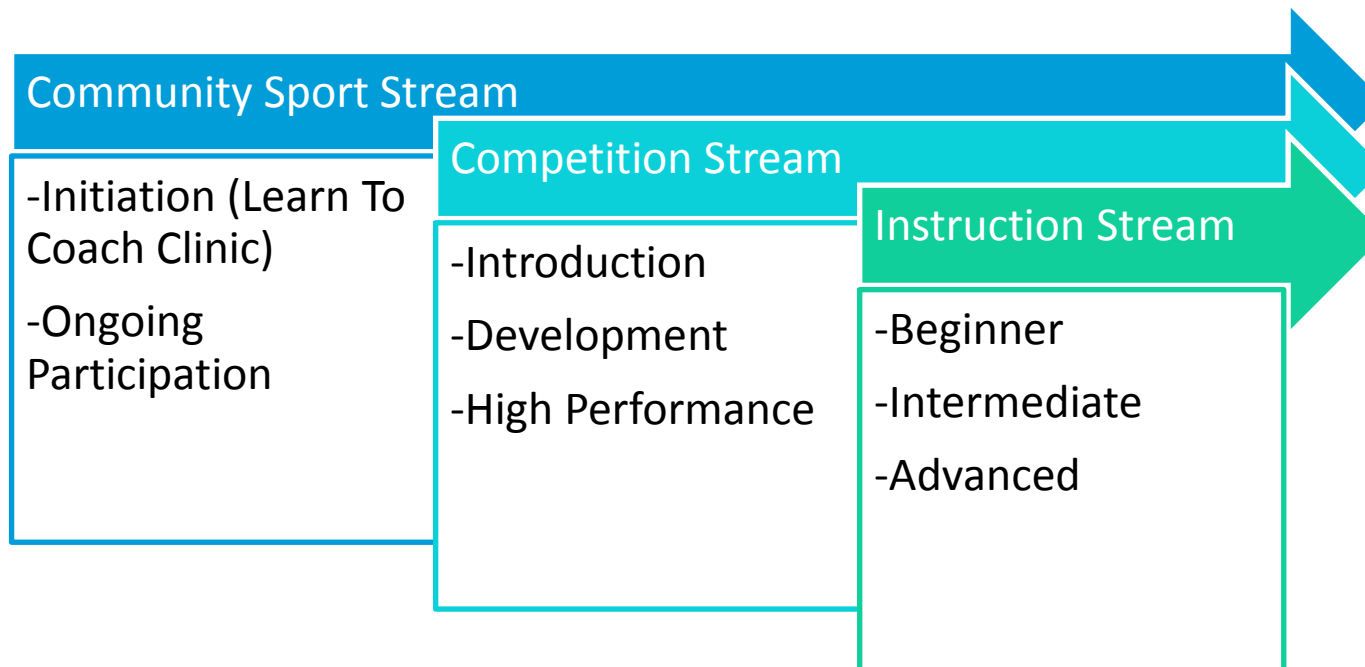 Community Sport Stream
-Initiation (Learn To
Coach Clinic)
-Ongoing
Participation
Competition Stream
-Introduction
-Development
-High Performance
Instruction Stream
-Beginner
-Intermediate
-Advanced